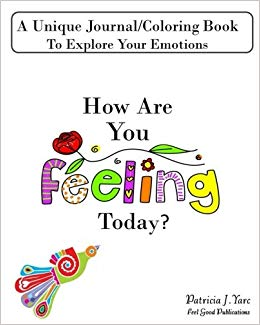 A Unique Journal/Coloring Book
To Explore Your Emotions
How Are
You
feeling
Today?
Patricia J. Yarc
Feel Good Publications